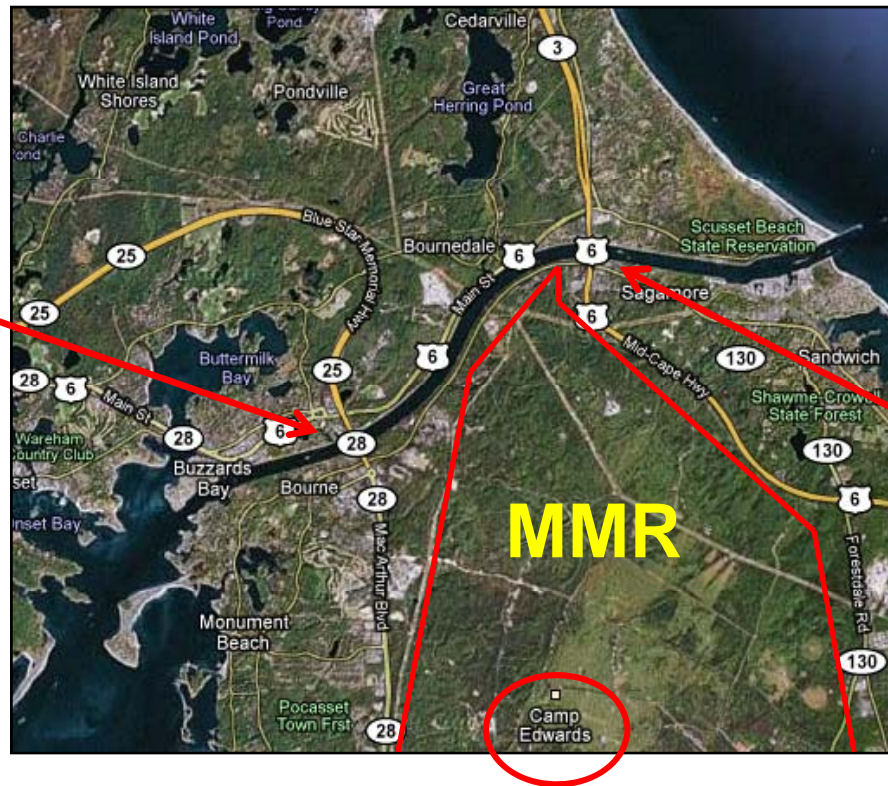 White
Island Pond
Pond
Cedarville
3
White Island
Shores
Pondville
Great
Herring Pond
Charlie
Pond
Blue Star Memorial Hwy
25
25
Bournedale
6
6
Scusset Beach
State Reservation
Main St
Sagamore
6
Mid-Cape Hwy
130
Sandwich
Buttermilk
Bay
6
25
28
6
Main St
Shawme-Crowell
State Forest
28
6
28
130
Wareham
Country Club
Buzzards
Bay
Bourne
28
6
set
Onset Bay
MMR
Mac Arthur Blvd
Forestdale Rd
Monument
Beach
130
Pocasset
Town Frst
28
Camp
Edwards